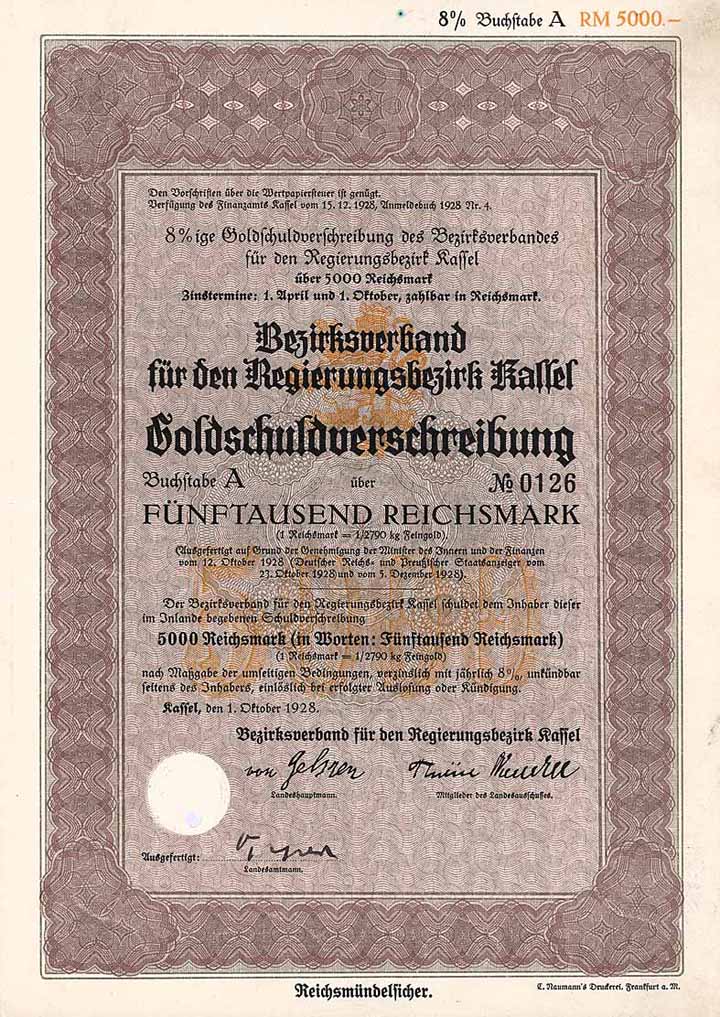 8% Buchstabe A RM 5000.–
Den Vorschriften über die Wertpapiersteuer ist genügt.
Verfügung des Finanzamts Kassel vom 15. 12. 1928, Anmeldebuch 1928 Nr. 4.
8%ige Goldschuldverschreibung des Bezirksverbandes
für den Regierungsbezirk Kassel
über 5000 Reichsmark
Zinstermine: 1. April und 1. Oktober, zahlbar in Reichsmark.
Bezirksverband
für den Regierungsbezirk Kassel
Goldschuldverschreibung
Buchstabe A über № 0126
FÜNFTAUSEND REICHSMARK
(1 Reichsmark = 1/2790 kg Feingold)
(Ausgefertigt auf Grund der Genehmigung der Minister des Innern und der Finanzen
vom 12. Oktober 1928 (Deutscher Reichs- und Preußischer Staatsanzeiger vom
23. Oktober 1928 und vom 5. Dezember 1928).
5000
Der Bezirksverband für den Regierungsbezirk Kassel schuldet dem Inhaber dieser
im Inlande begebenen Schuldverschreibung
5000 Reichsmark (in Worten: Fünftausend Reichsmark)
(1 Reichsmark = 1/2790 kg Feingold)
nach Maßgabe der umseitigen Bedingungen, verzinslich mit jährlich 8%, unkündbar
seitens des Inhabers, einlöslich bei erfolgter Auslosung oder Kündigung.
Kassel, den 1. Oktober 1928.
Bezirksverband für den Regierungsbezirk Kassel
von
Landeshauptmann. Mitglieder des Landesausschusses.
Ausgefertigt:
Landesamtmann.
Reichsmündelsicher.
C. Naumann's Druckerei, Frankfurt a. M.